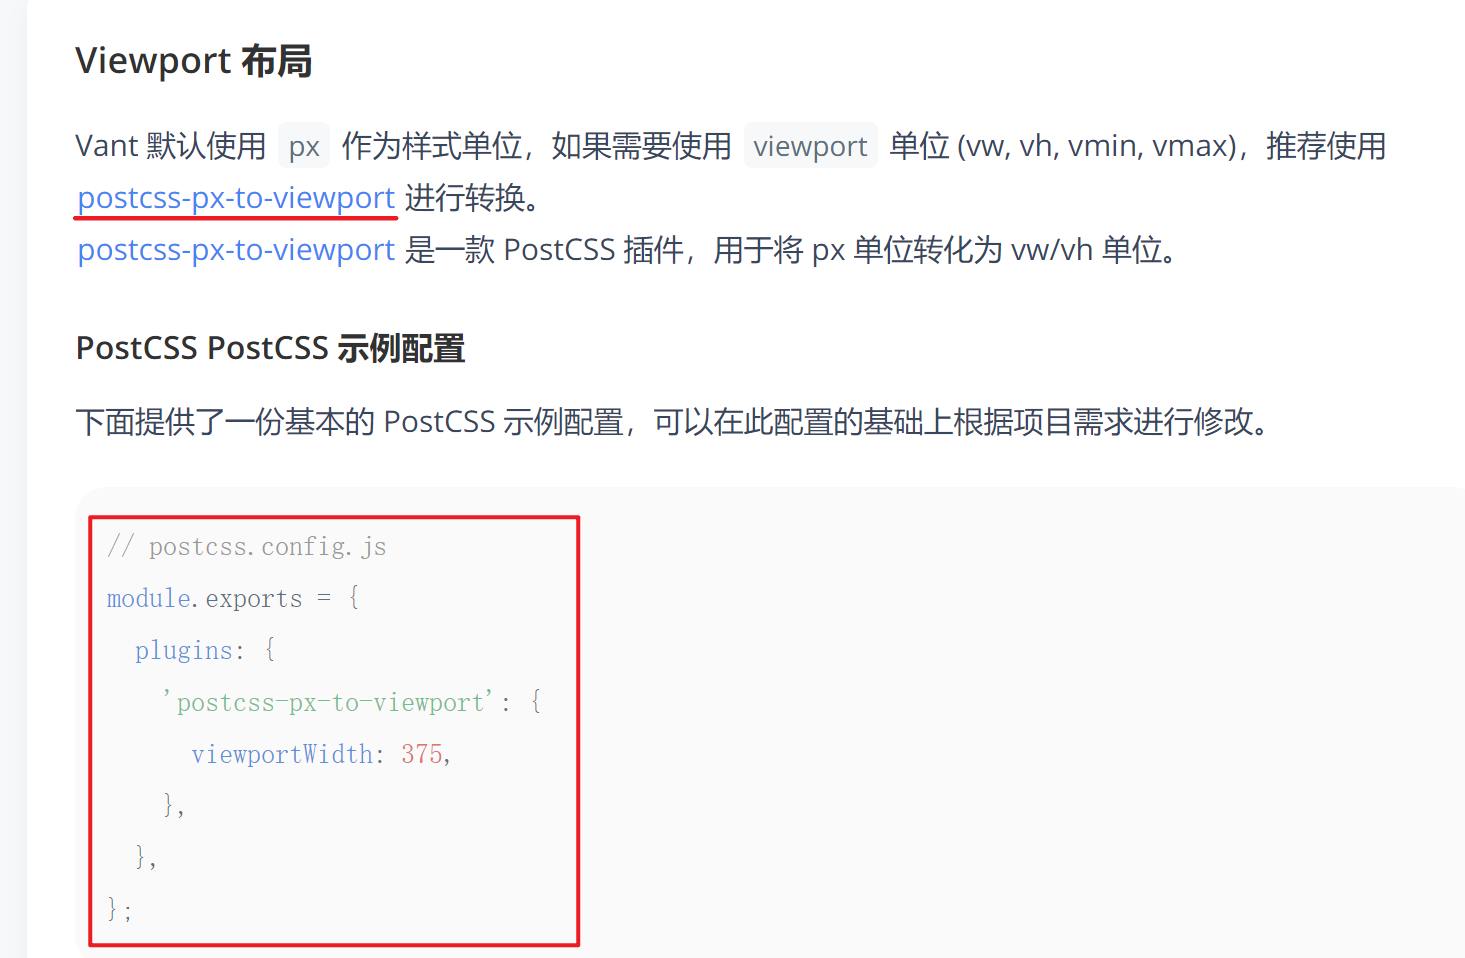 Viewport 布局
Vant 默认使用 px 作为样式单位，如果需要使用 viewport 单位 (vw, vh, vmin, vmax)，推荐使用
postcss-px-to-viewport 进行转换。
postcss-px-to-viewport 是一款 PostCSS 插件，用于将 px 单位转化为 vw/vh 单位。
PostCSS PostCSS 示例配置
下面提供了一份基本的 PostCSS 示例配置，可以在此配置的基础上根据项目需求进行修改。
// postcss.config.js
module.exports = {
  plugins: {
    'postcss-px-to-viewport': {
      viewportWidth: 375,
    },
  },
};